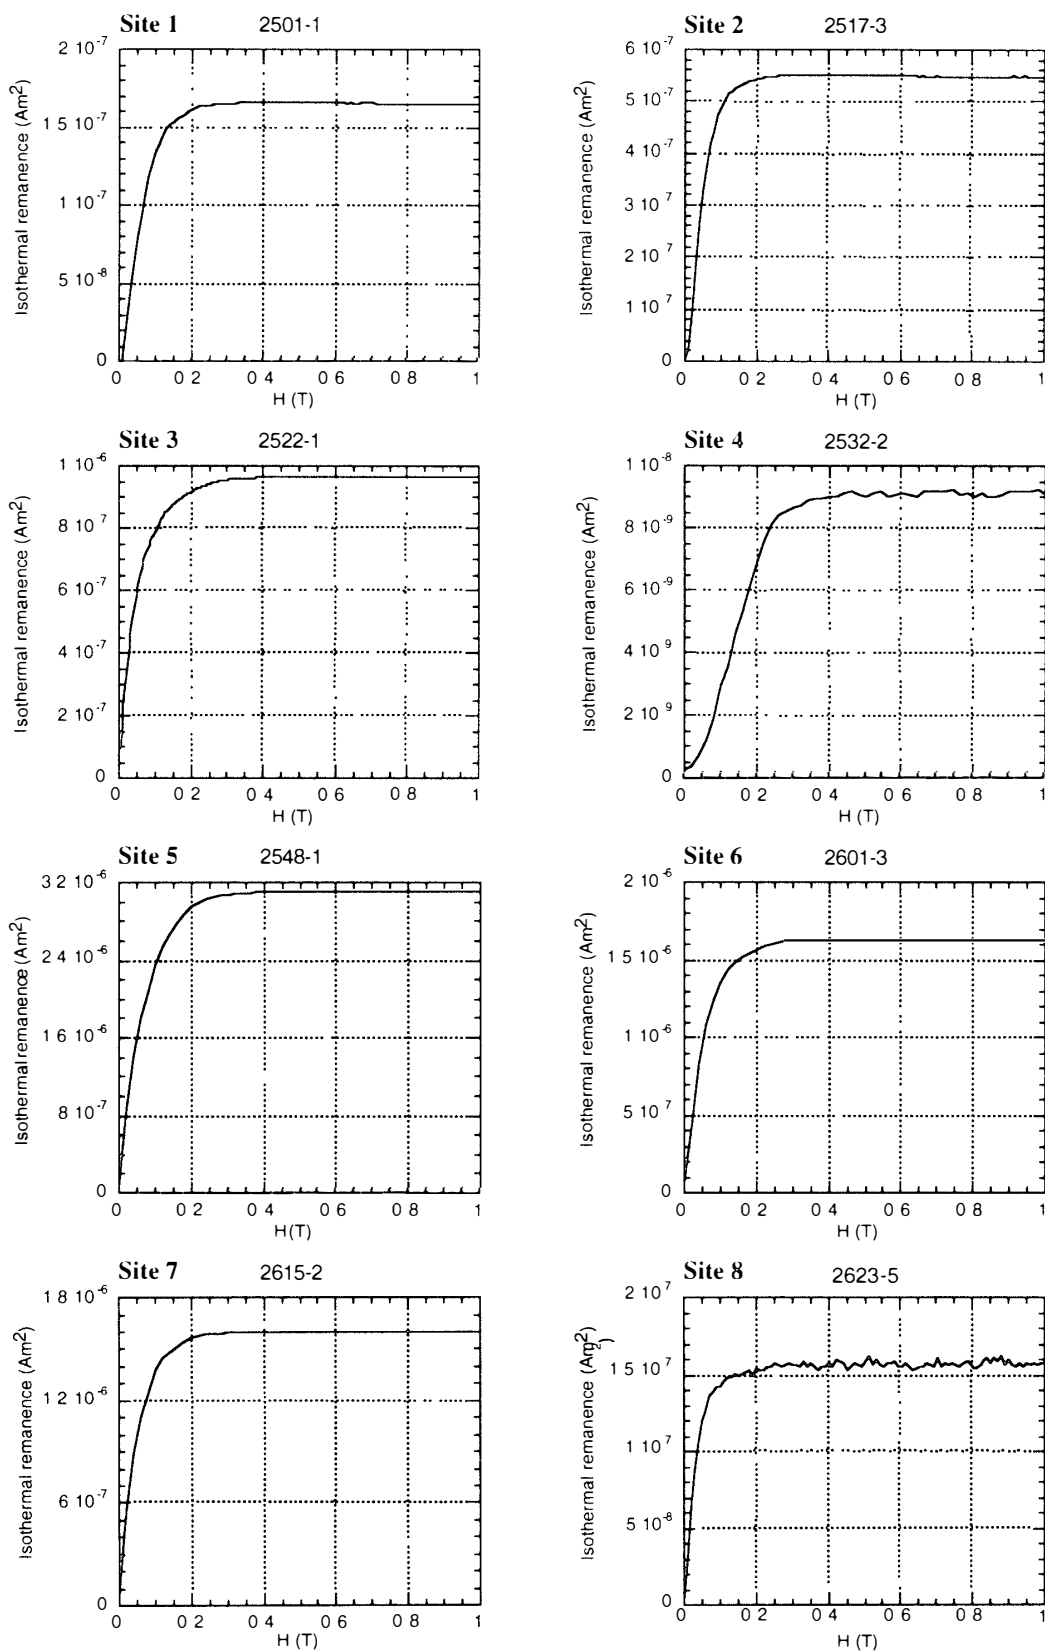 Site 1 2501-1
2 10-7
1 5 10-7
1 10-7
5 10-8
0
Isothermal remanence (Am2)
0 0 2 0 4 0 6 0 8 1
H (T)
Site 2 2517-3
6 10-7
5 10-7
4 10-7
3 10-7
2 10-7
1 10-7
0
Isothermal remanence (Am2)
0 0 2 0 4 0 6 0 8 1
H (T)
Site 3 2522-1
1 10-6
8 10-7
6 10-7
4 10-7
2 10-7
0
Isothermal remanence (Am2)
0 0 2 0 4 0 6 0 8 1
H (T)
Site 4 2532-2
1 10-8
8 10-9
6 10-9
4 10 9
2 10 9
0
Isothermal remanence (Am2)
0 0 2 0 4 0 6 0 8 1
H (T)
Site 5 2548-1
3 2 10-6
2 4 10-6
1 6 10-6
8 10-7
0
Isothermal remanence (Am2)
0 0 2 0 4 0 6 0 8 1
H(T)
Site 6 2601-3
2 10-6
1 5 10-6
1 10-6
5 10 7
0
Isothermal remanence (Am2)
0 0 2 0 4 0 6 0 8 1
H (T)
Site 7 2615-2
1 8 10-6
1 2 10-6
6 10-7
0
Isothermal remanence (Am2)
0 0 2 0 4 0 6 0 8 1
H (T)
Site 8 2623-5
2 10 7
1 5 10 7
1 10 7
5 10-8
0
Isothermal remanence
0 0 2 0 4 0 6 0 8 1
H (T)